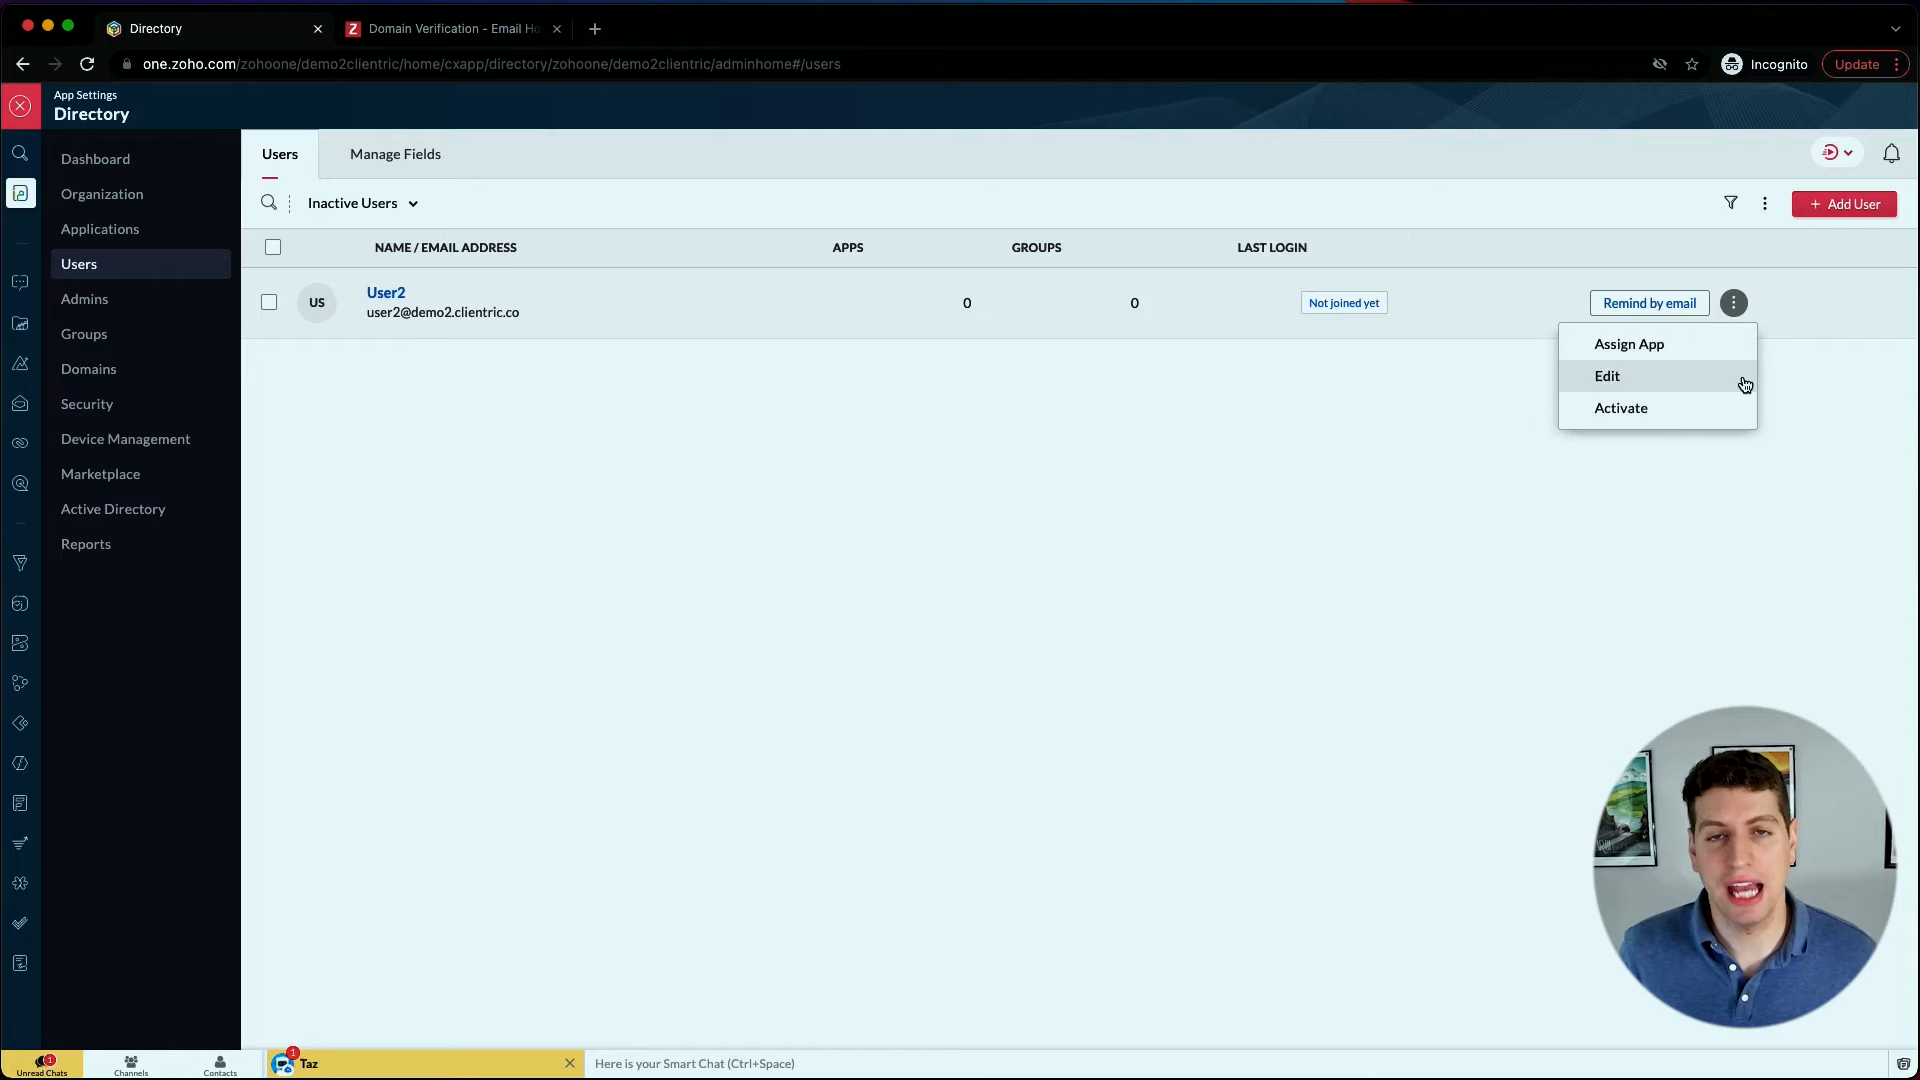 Directory
Domain Verification - Email Ho
one.zoho.com/zohoone/demo2clientric/home/cxapp/directory/zohoone/demo2clientric/adminhome#/users
Incognito
Update
App Settings
Directory
Dashboard
Organization
Applications
Users
Admins
Groups
Domains
Security
Device Management
Marketplace
Active Directory
Reports
Users
Manage Fields
Inactive Users
+ Add User
NAME / EMAIL ADDRESS
APPS
GROUPS
LAST LOGIN
US
User2
user2@demo2.clientric.co
0
0
Not joined yet
Remind by email
Assign App
Edit
Activate
1
Unread Chats
Channels
Contacts
1
Taz
Here is your Smart Chat (Ctrl+Space)